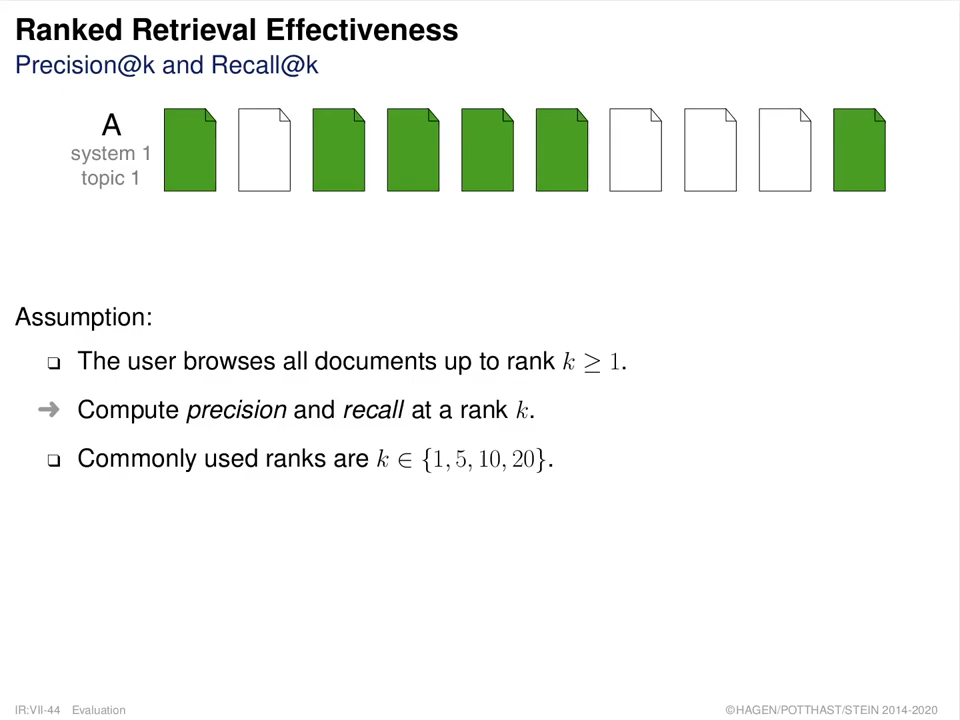 Ranked Retrieval Effectiveness
Precision@k and Recall@k
A
system 1
topic 1
Assumption:
❑ The user browses all documents up to rank k ≥ 1.
➜ Compute precision and recall at a rank k.
❑ Commonly used ranks are k ∈ {1, 5, 10, 20}.
IR:VII-44 Evaluation
©HAGEN/POTTHAST/STEIN 2014-2020